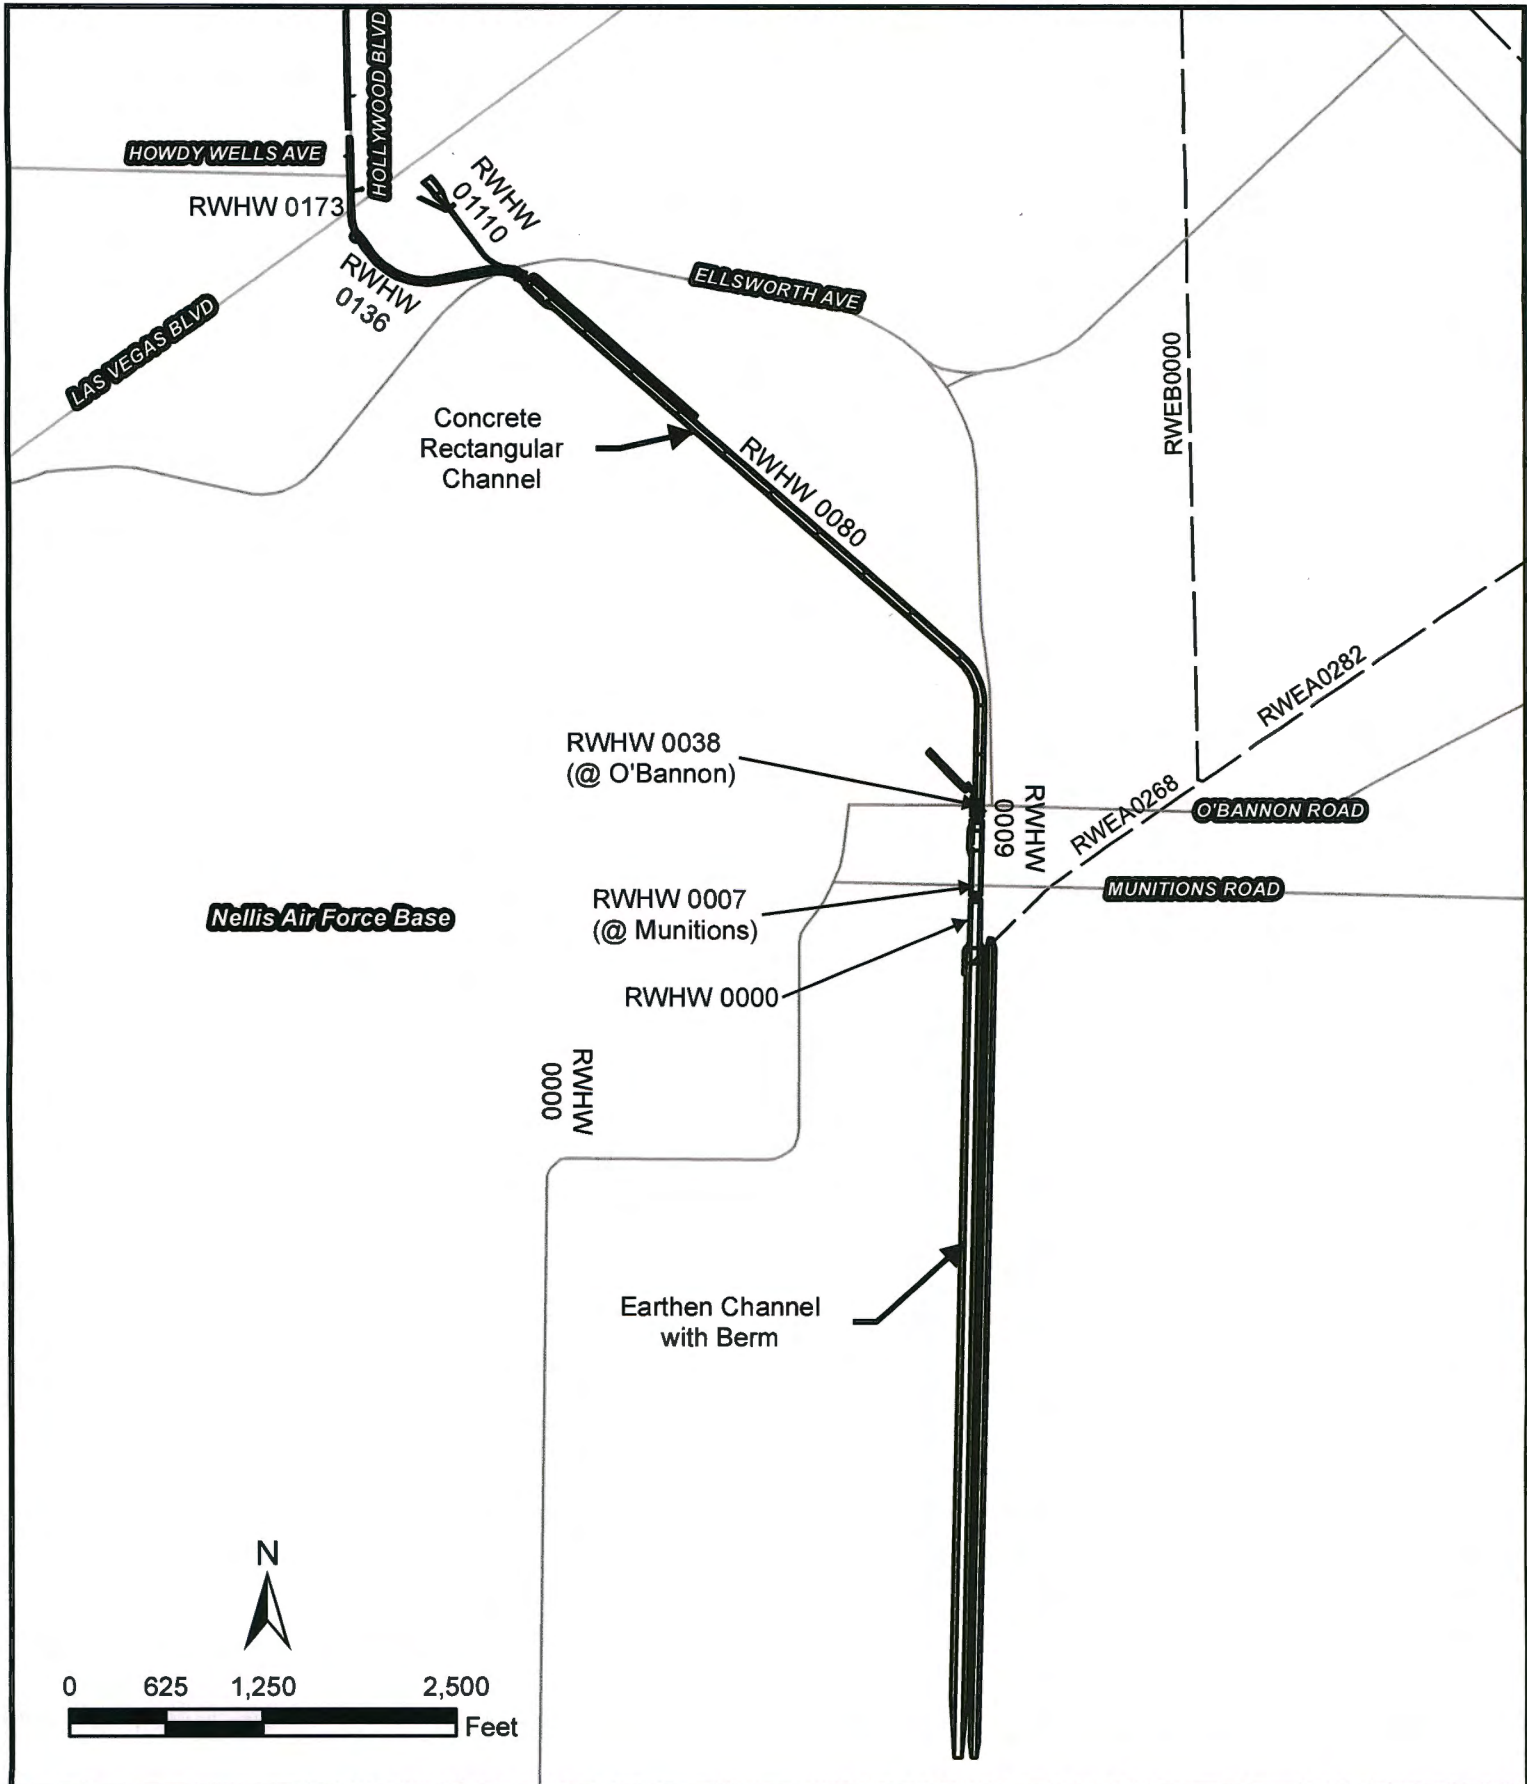 HOLLYWOOD BLVD
HOWDY WELLS AVE
RWHW 0173
RWHW
01110
RWHW
0136
ELLSWORTH AVE
LAS VEGAS BLVD
Concrete
Rectangular
Channel
RWHW 0080
RWEB0000
RWEA0282
RWHW 0038
(@ O'Bannon)
RWHW
0009
RWEA0268
O'BANNON ROAD
MUNITIONS ROAD
RWHW 0007
(@ Munitions)
Nellis Air Force Base
RWHW 0000
RWHW
0000
Earthen Channel
with Berm
N
0 625 1,250 2,500
Feet